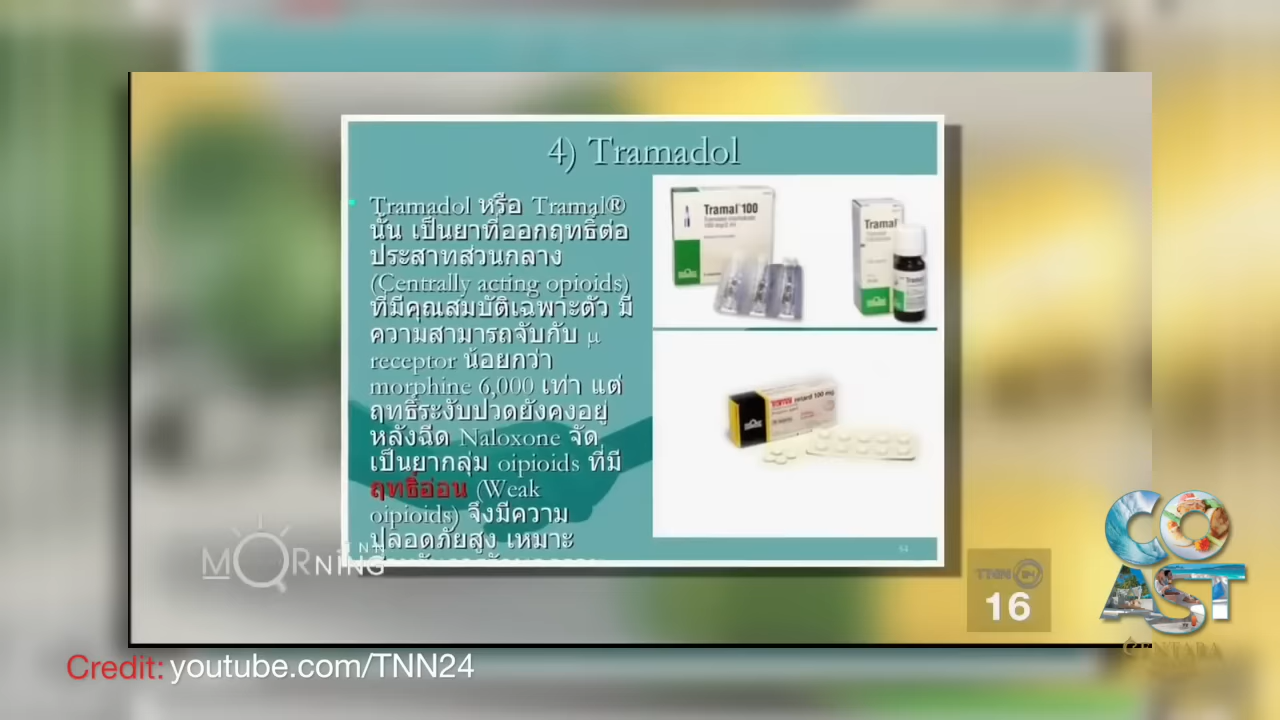 4) Tramadol
Tramadol หรือ Tramal®
นั้น เป็นยาที่ออกฤทธิ์ต่อ
ประสาทส่วนกลาง
(Centrally acting opioids)
ที่มีคุณสมบัติเฉพาะตัว มี
ความสามารถจับกับ μ
receptor น้อยกว่า
morphine 6,000 เท่า แต่
ฤทธิ์ระงับปวดยังคงอยู่
หลังฉีด Naloxone จัด
เป็นยากลุ่ม oipioids ที่มี
ฤทธิ์อ่อน (Weak
oipioids) จึงมีความ
ปลอดภัยสูง เหมาะ
Tramal 100
Tramal
Tramal
retard 100 mg
TNN
MORNING
TNN 24
16
COAST
CENTARA
Credit: youtube.com/TNN24